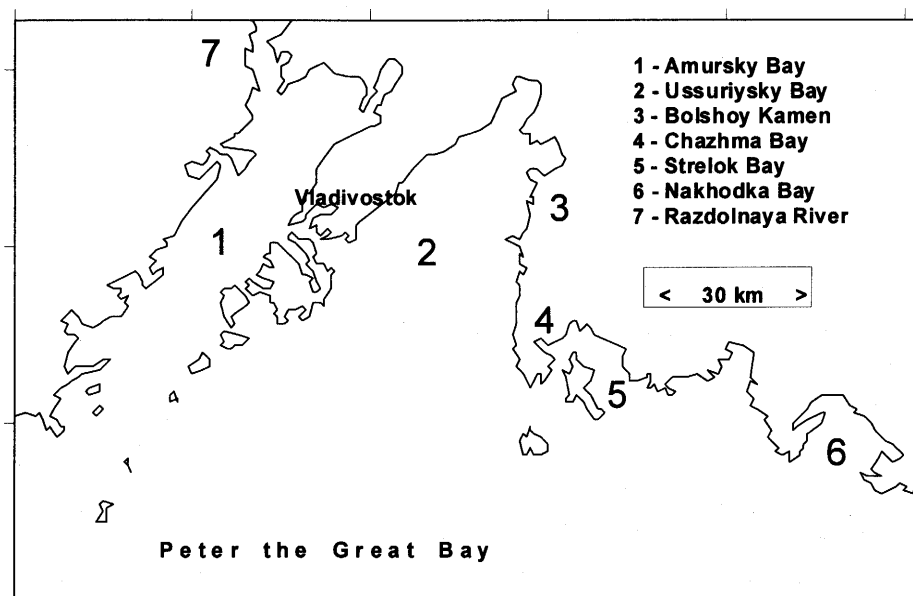 7
1 - Amursky Bay
2 - Ussuriysky Bay
3 - Bolshoy Kamen
4 - Chazhma Bay
5 - Strelok Bay
6 - Nakhodka Bay
7 - Razdolnaya River
Vladivostok
3
1
2
< 30 km >
4
5
6
Peter the Great Bay